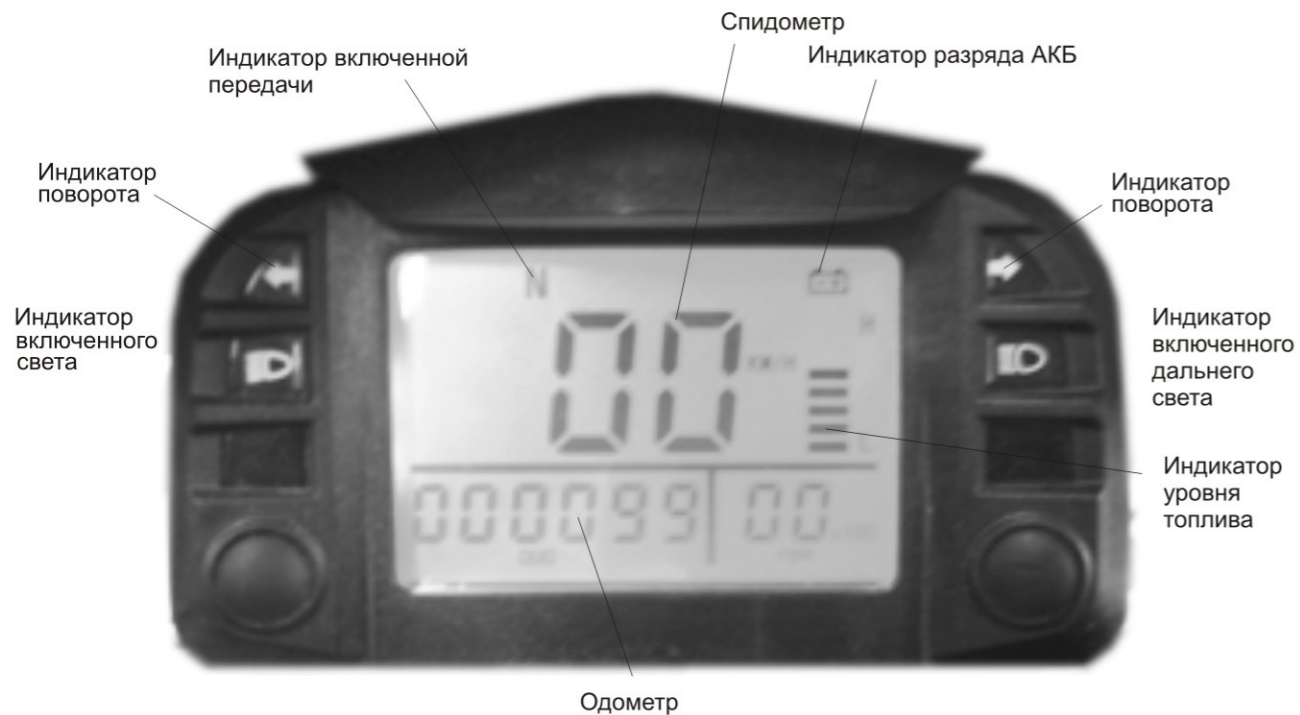 Спидометр
Индикатор включенной
передачи
Индикатор разряда АКБ
Индикатор
поворота
Индикатор
поворота
N
Индикатор
включенного
света
00
Индикатор
включенного
дальнего
света
Индикатор
уровня
топлива
000099
00
Одометр